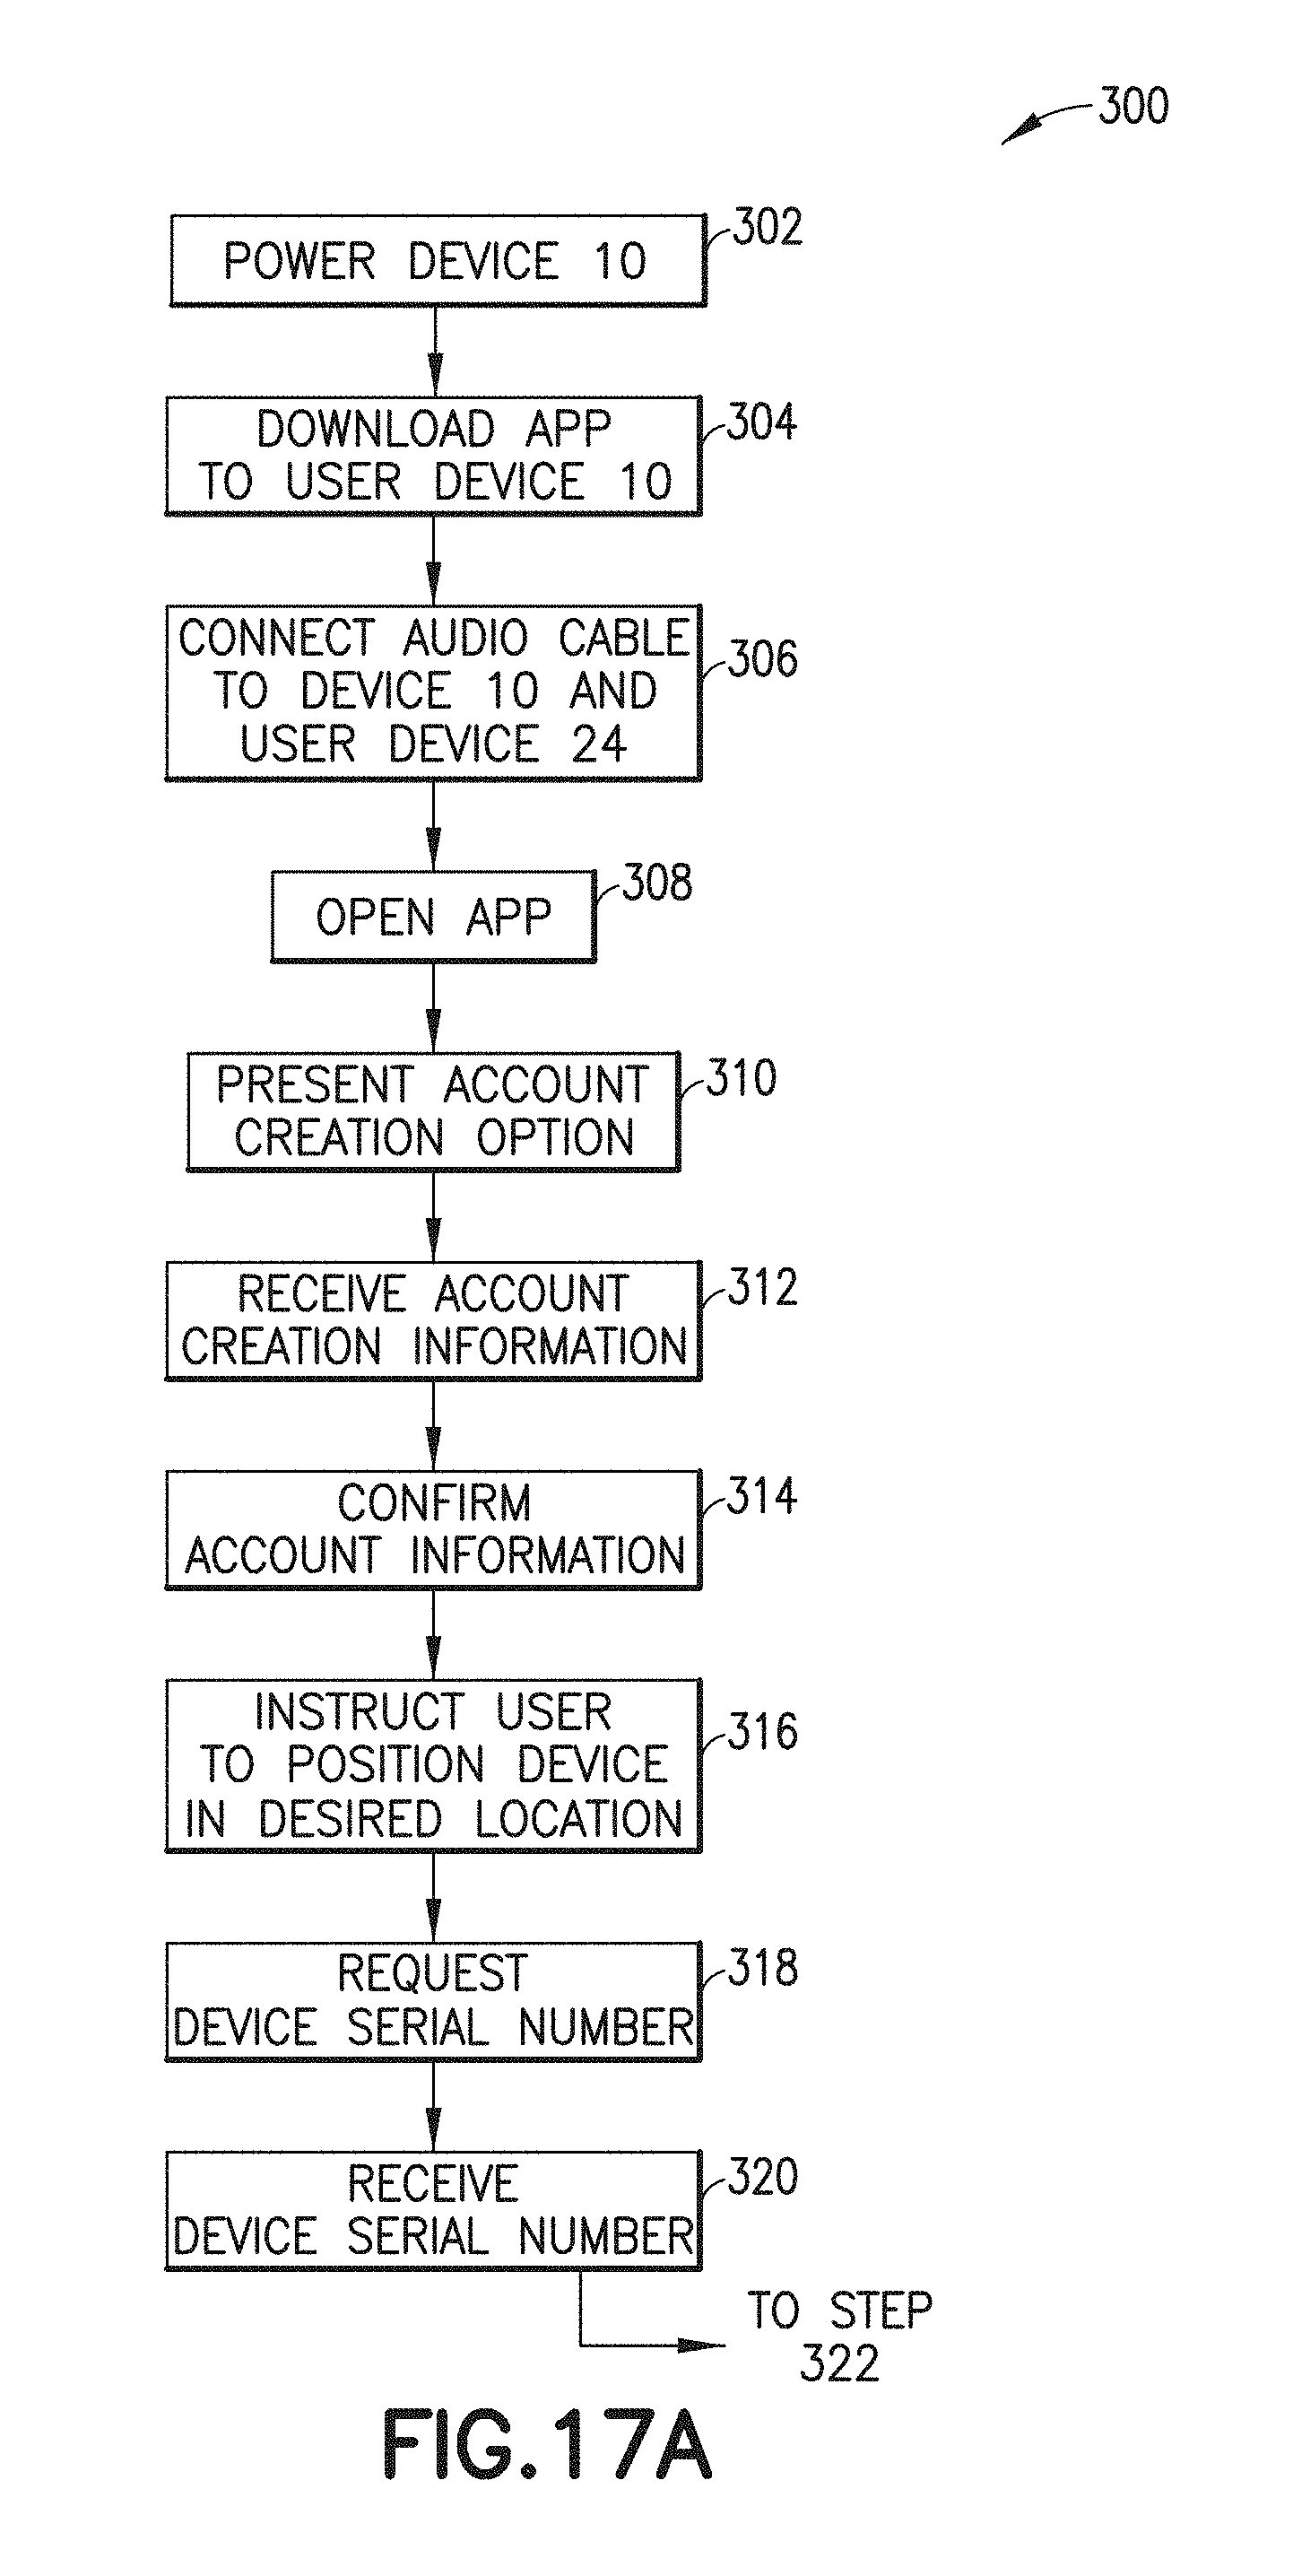 300
POWER DEVICE 10
302
DOWNLOAD APP
TO USER DEVICE 10
304
CONNECT AUDIO CABLE
TO DEVICE 10 AND
USER DEVICE 24
306
OPEN APP
308
PRESENT ACCOUNT
CREATION OPTION
310
RECEIVE ACCOUNT
CREATION INFORMATION
312
CONFIRM
ACCOUNT INFORMATION
314
INSTRUCT USER
TO POSITION DEVICE
IN DESIRED LOCATION
316
REQUEST
DEVICE SERIAL NUMBER
318
RECEIVE
DEVICE SERIAL NUMBER
320
TO STEP
322
FIG.17A